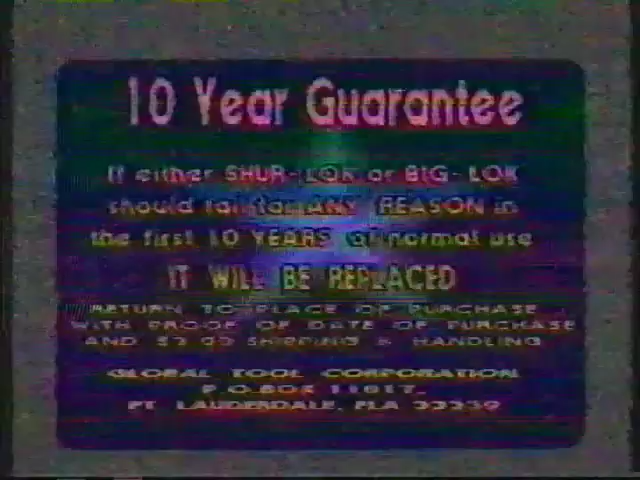 10 Year Guarantee
If either SHUR-LOK or BIG-LOK
should fail for ANY REASON in
the first 10 YEARS of normal use
IT WILL BE REPLACED
RETURN TO PLACE OF PURCHASE
WITH PROOF OF DATE OF PURCHASE
AND SHIPPING & HANDLING
GLOBAL TOOL CORPORATION
P.O. BOX
FT. LAUDERDALE, FLA